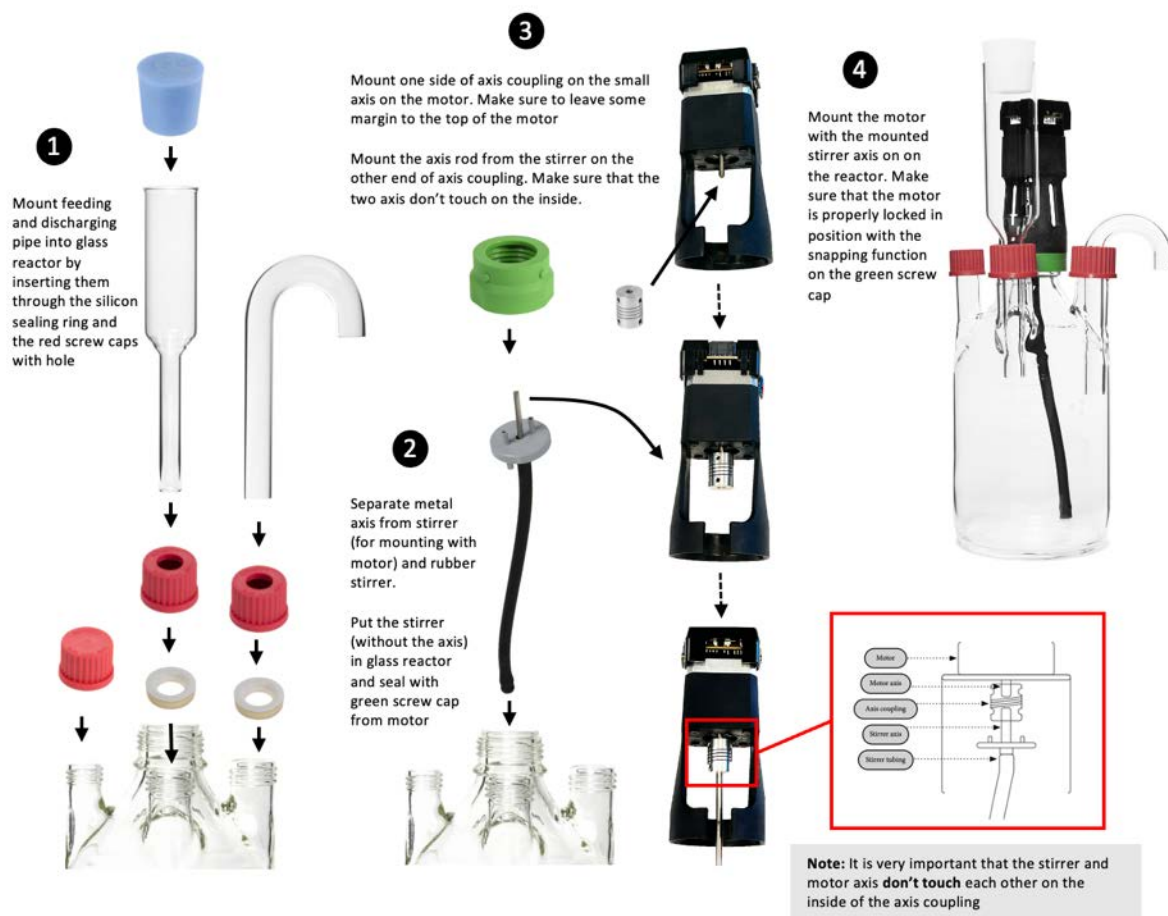 1
Mount feeding
and discharging
pipe into glass
reactor by
inserting them
through the silicon
sealing ring and
the red screw caps
with hole
2
Separate metal
axis from stirrer
(for mounting with
motor) and rubber
stirrer.
Put the stirrer
(without the axis)
in glass reactor
and seal with
green screw cap
from motor
3
Mount one side of axis coupling on the small
axis on the motor. Make sure to leave some
margin to the top of the motor
Mount the axis rod from the stirrer on the
other end of axis coupling. Make sure that the
two axis don’t touch on the inside.
4
Mount the motor
with the mounted
stirrer axis on on
the reactor. Make
sure that the motor
is properly locked in
position with the
snapping function
on the green screw
cap
Motor
Motor axis
Axis coupling
Stirrer axis
Stirrer tubing
Note: It is very important that the stirrer and
motor axis don’t touch each other on the
inside of the axis coupling